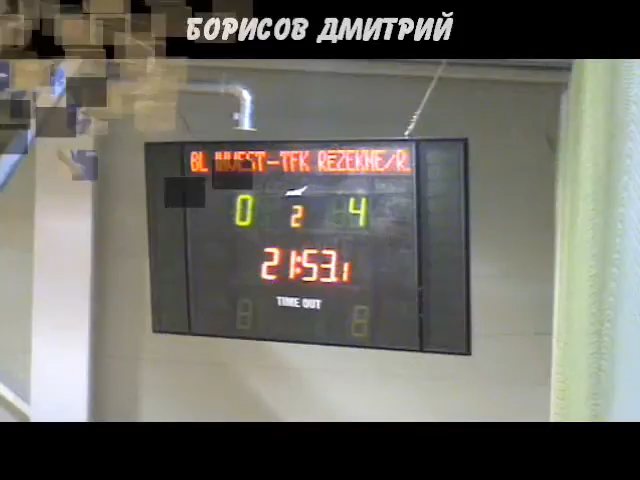 БОРИСОВ ДМИТРИЙ
BL INVEST-TFK REZEKNE/R.
0 2 4
21:53.1
TIME OUT